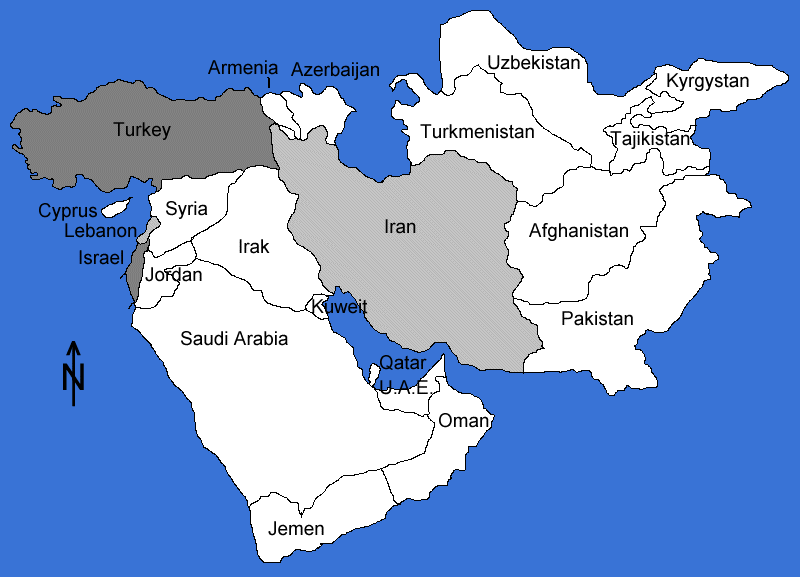 Uzbekistan
Armenia
Azerbaijan
Kyrgystan
Turkey
Turkmenistan
Tajikistan
Cyprus
Syria
Lebanon
Iran
Afghanistan
Irak
Israel
Jordan
Kuweit
Pakistan
Saudi Arabia
Qatar
N
U.A.E.
Oman
Jemen